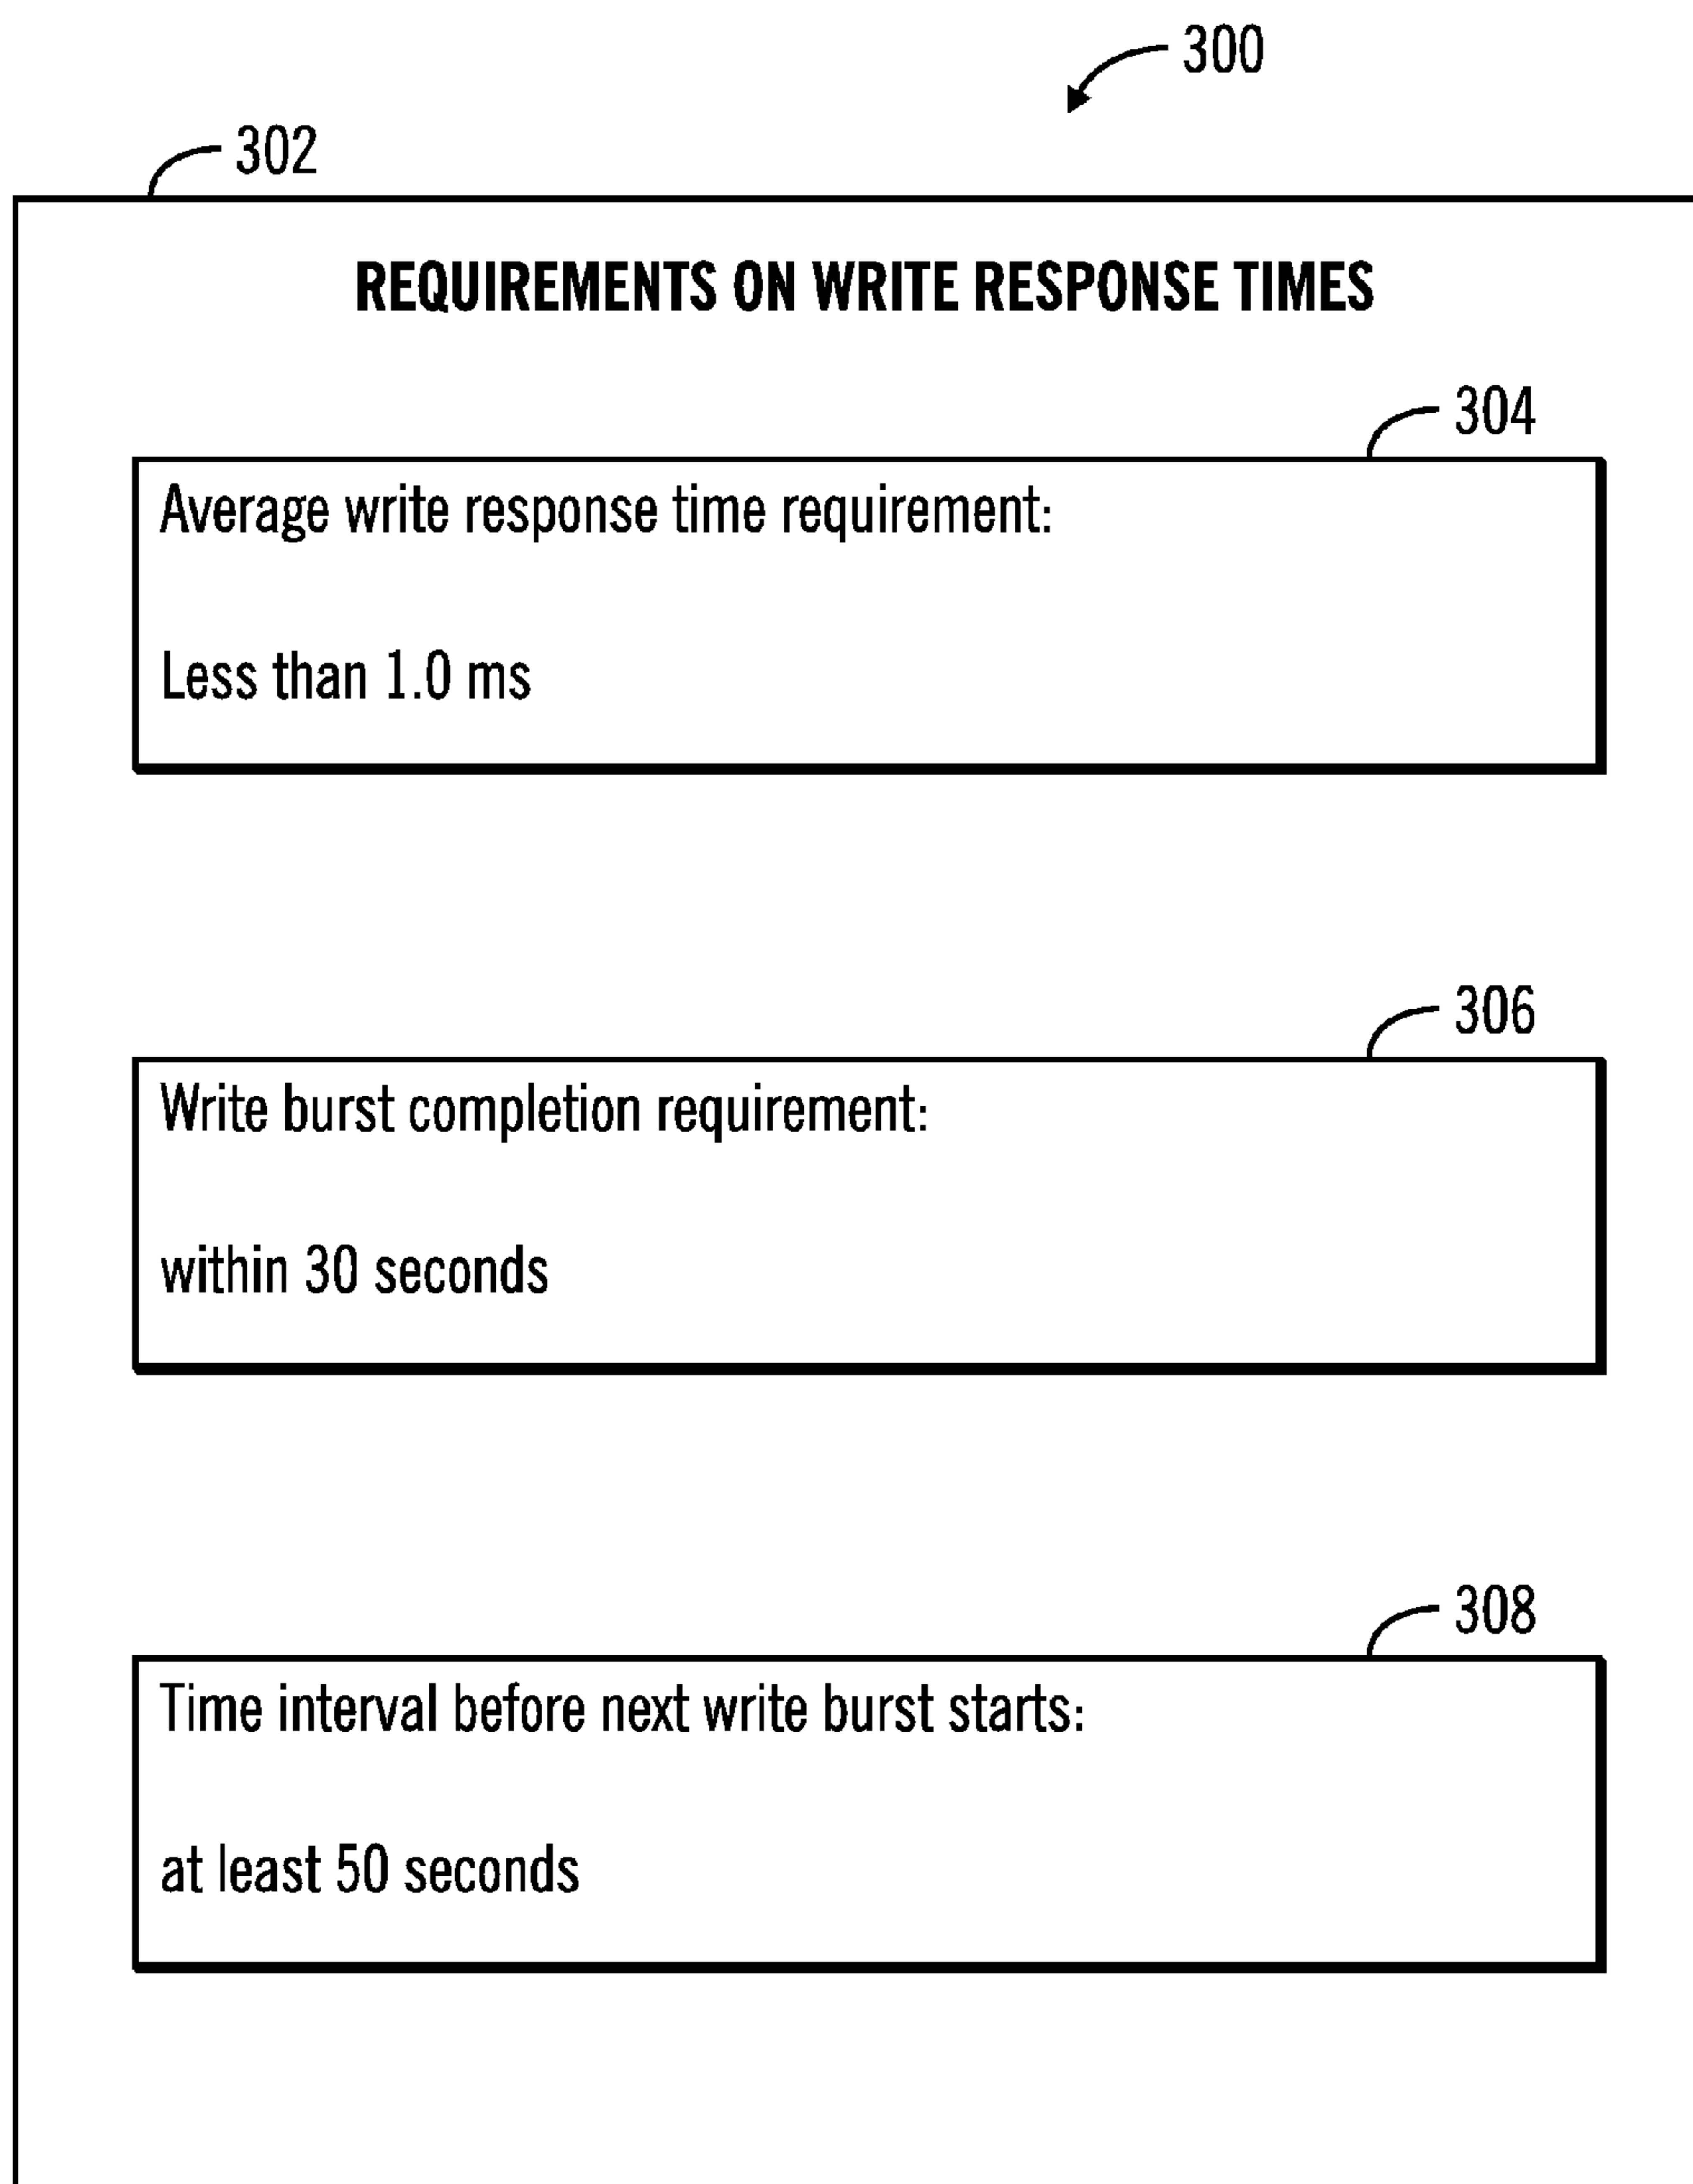 300
302
REQUIREMENTS ON WRITE RESPONSE TIMES
304
Average write response time requirement:
Less than 1.0 ms
306
Write burst completion requirement:
within 30 seconds
308
Time interval before next write burst starts:
at least 50 seconds